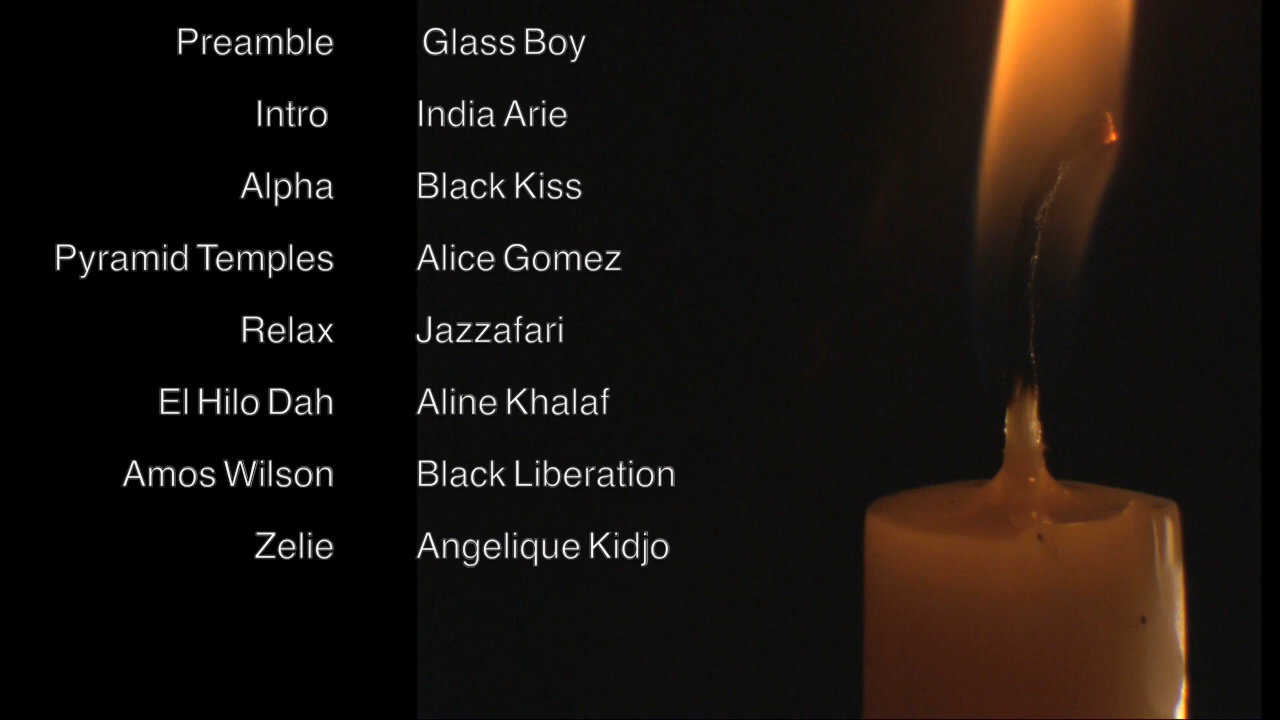 Preamble Glass Boy
Intro India Arie
Alpha Black Kiss
Pyramid Temples Alice Gomez
Relax Jazzafari
El Hilo Dah Aline Khalaf
Amos Wilson Black Liberation
Zelie Angelique Kidjo